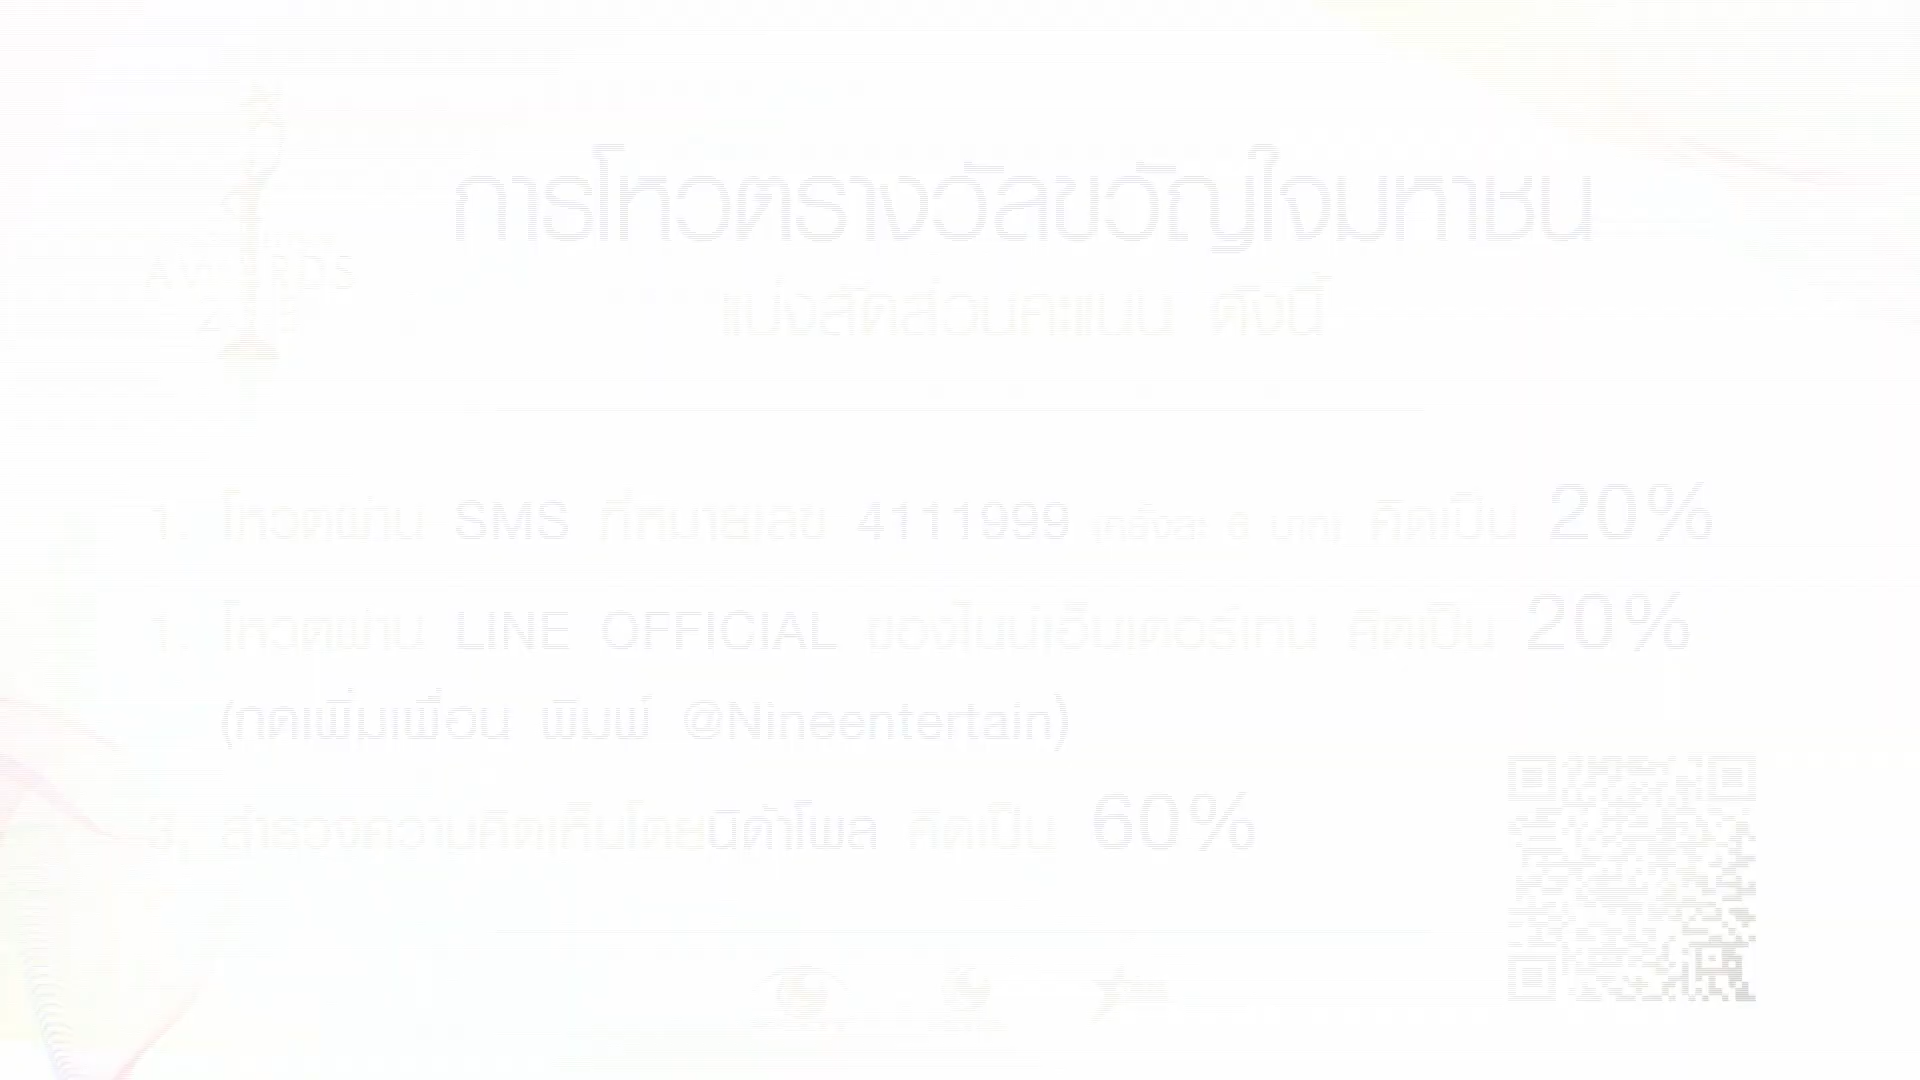 การโหวตรางวัลขวัญใจมหาชน
แบ่งสัดส่วนคะแนน ดังนี้
AWARDS
1. โหวตผ่าน SMS ที่หมายเลข 4111999 (ครั้งละ 6 บาท) คิดเป็น 20%
1. โหวตผ่าน LINE OFFICIAL ของไนน์เอ็นเตอร์เทน คิดเป็น 20%
(กดเพิ่มเพื่อน พิมพ์ @Nineentertain)
3. สำรวจความคิดเห็นโดยนิด้าโพล คิดเป็น 60%